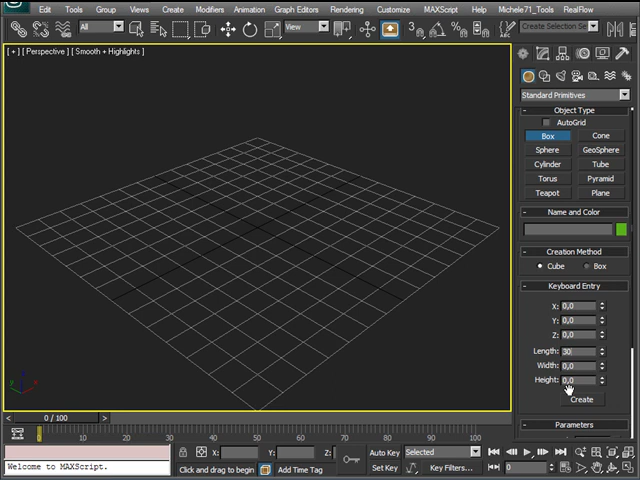 Edit Tools Group Views Create Modifiers Animation Graph Editors Rendering Customize MAXScript Help Michele71_Tools RealFlow
All View 3 Create Selection Se
[ + ] [ Perspective ] [ Smooth + Highlights ]
Standard Primitives
Object Type
AutoGrid
Box Cone
Sphere GeoSphere
Cylinder Tube
Torus Pyramid
Teapot Plane
Name and Color
Creation Method
Cube Box
Keyboard Entry
X: 0,0
Y: 0,0
Z: 0,0
Length: 30
Width: 0,0
Height: 0,0
Create
Parameters
0 / 100
0 10 20 30 40 50 60 70 80 90 100
X: Y: Z: Auto Key Selected
Welcome to MAXScript. Click and drag to begin Add Time Tag Set Key Key Filters... 0